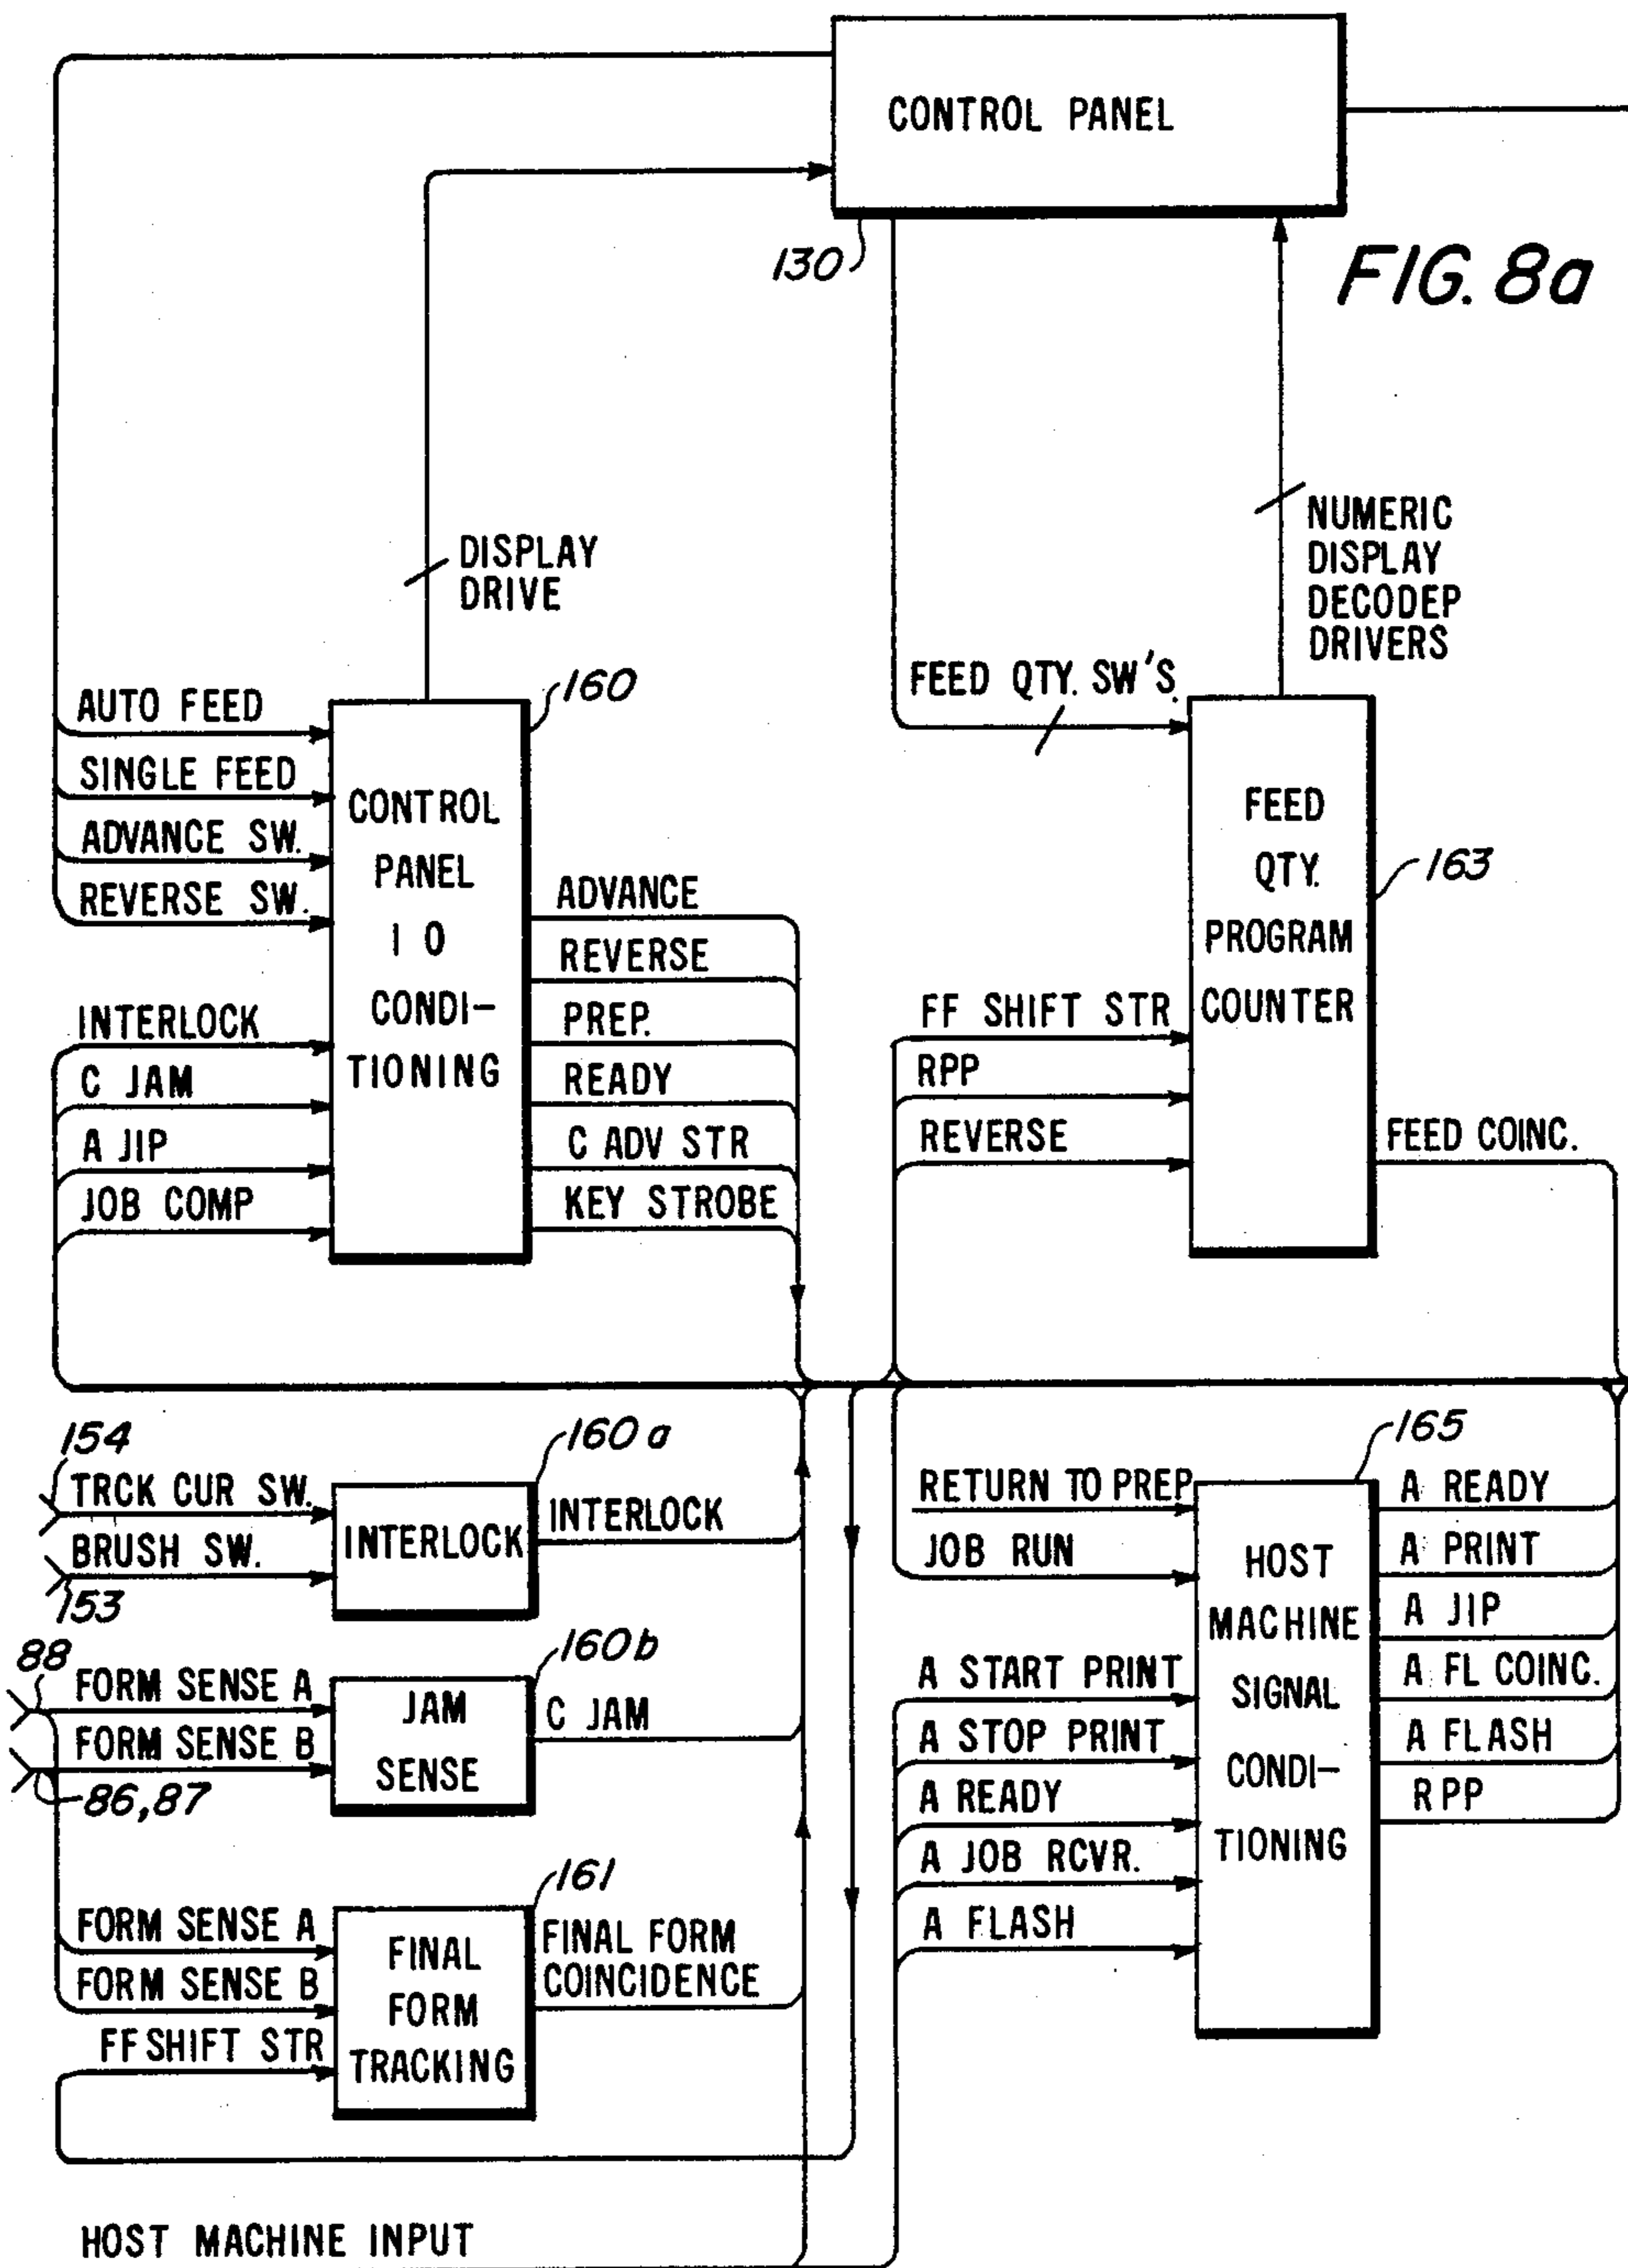 CONTROL PANEL
130
FIG. 8a
DISPLAY
DRIVE
NUMERIC
DISPLAY
DECODEP
DRIVERS
FEED QTY. SW'S.
160
AUTO FEED
SINGLE FEED
ADVANCE SW.
REVERSE SW.
INTERLOCK
C JAM
A JIP
JOB COMP
CONTROL
PANEL
I O
CONDI-
TIONING
ADVANCE
REVERSE
PREP.
READY
C ADV STR
KEY STROBE
FF SHIFT STR
RPP
REVERSE
FEED
QTY.
PROGRAM
COUNTER
163
FEED COINC.
154
TRCK CUR SW.
BRUSH SW.
153
INTERLOCK
160a
INTERLOCK
88
FORM SENSE A
FORM SENSE B
86,87
JAM
SENSE
160b
C JAM
FORM SENSE A
FORM SENSE B
FF SHIFT STR
FINAL
FORM
TRACKING
161
FINAL FORM
COINCIDENCE
RETURN TO PREP
JOB RUN
A START PRINT
A STOP PRINT
A READY
A JOB RCVR.
A FLASH
165
HOST
MACHINE
SIGNAL
CONDI-
TIONING
A READY
A PRINT
A JIP
A FL COINC.
A FLASH
RPP
HOST MACHINE INPUT